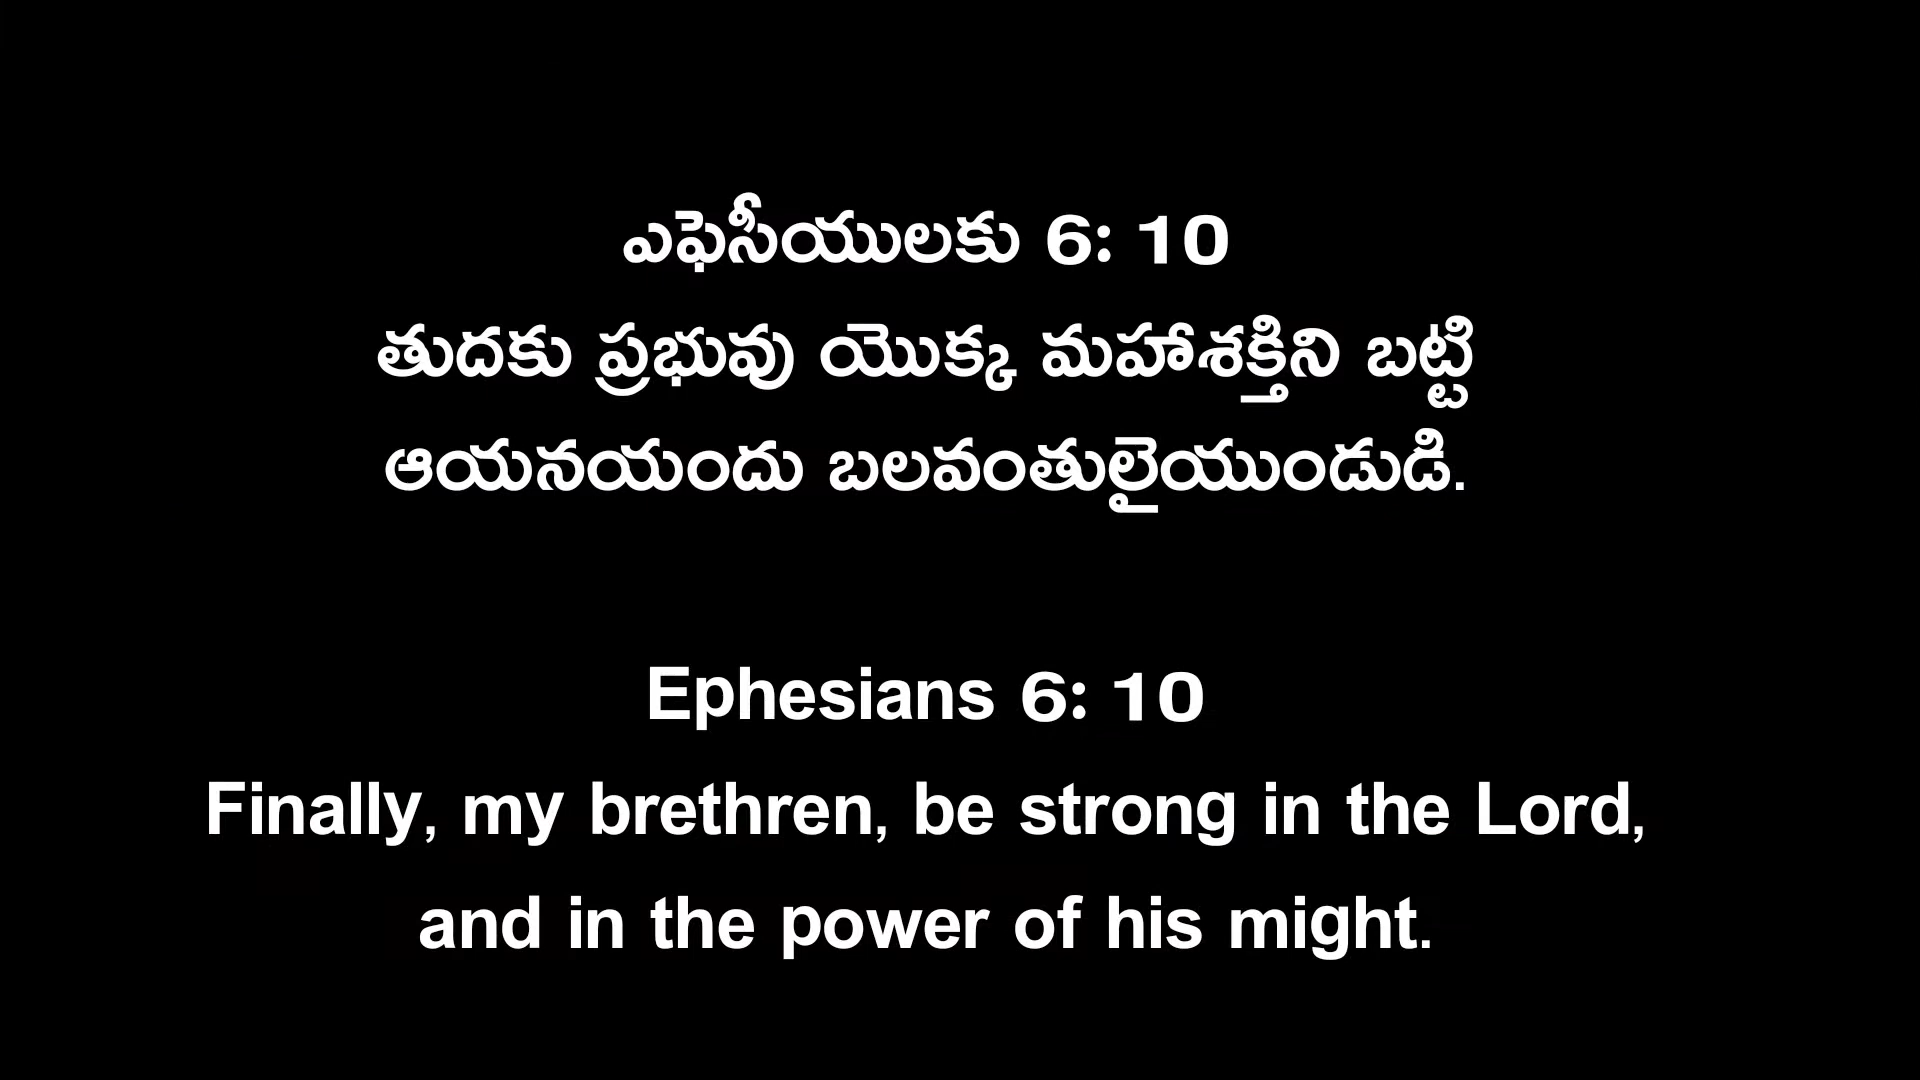 ఎఫెసీయులకు 6: 10
తుదకు ప్రభువు యొక్క మహాశక్తిని బట్టి
ఆయనయందు బలవంతులైయుండుడి.
Ephesians 6: 10
Finally, my brethren, be strong in the Lord,
and in the power of his might.